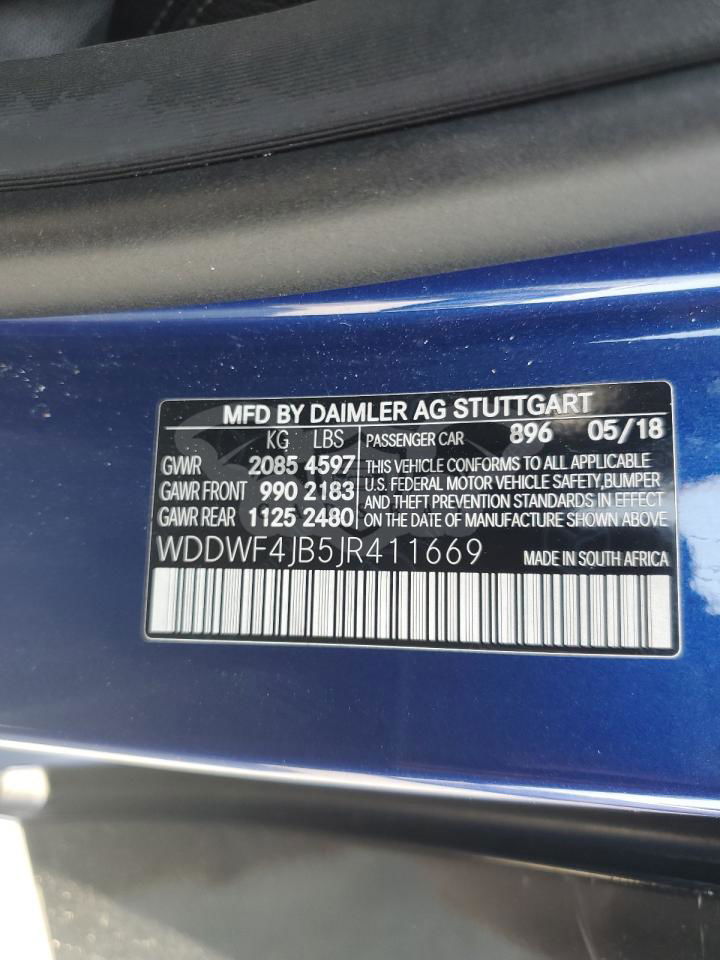 MFD BY DAIMLER AG STUTTGART
KG LBS
GWR 2085 4597
GAWR FRONT 990 2183
GAWR REAR 1125 2480
PASSENGER CAR 896 05/18
THIS VEHICLE CONFORMS TO ALL APPLICABLE
U.S. FEDERAL MOTOR VEHICLE SAFETY,BUMPER
AND THEFT PREVENTION STANDARDS IN EFFECT
ON THE DATE OF MANUFACTURE SHOWN ABOVE
WDDWF4JB5JR411669 MADE IN SOUTH AFRICA